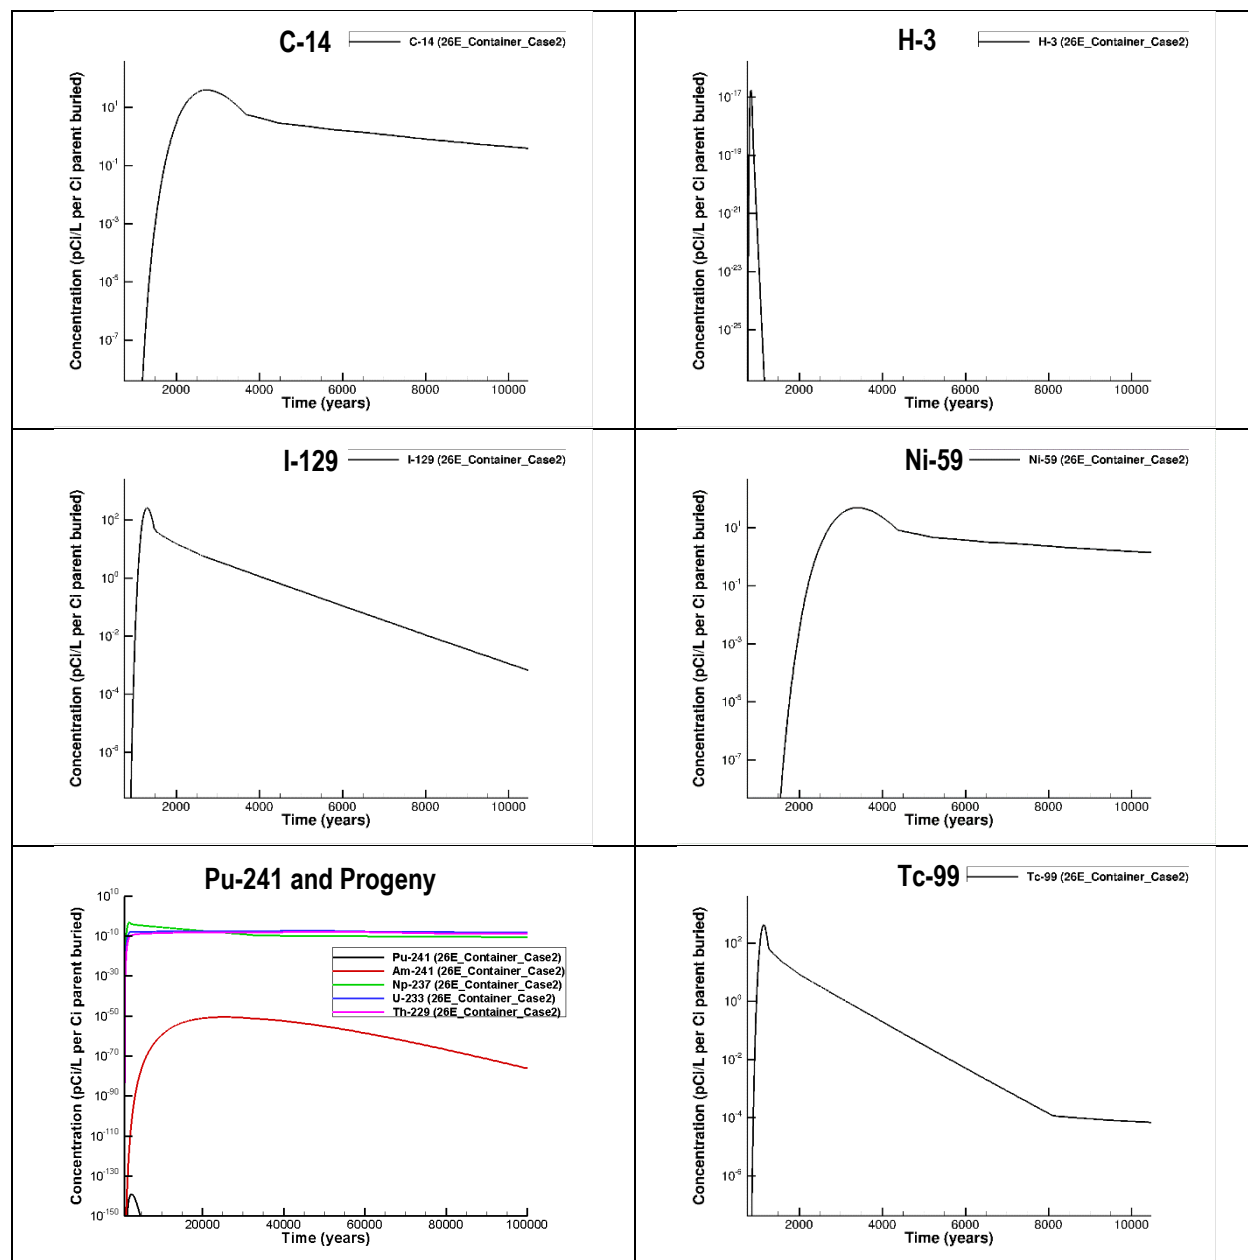 C-14
C-14 (26E_Container_Case2)
Concentration (pCi/L per Ci parent buried)
10^1
10^-1
10^-3
10^-5
10^-7
2000 4000 6000 8000 10000
Time (years)
H-3
H-3 (26E_Container_Case2)
Concentration (pCi/L per Ci parent buried)
10^-17
10^-19
10^-21
10^-23
10^-25
2000 4000 6000 8000 10000
Time (years)
I-129
I-129 (26E_Container_Case2)
Concentration (pCi/L per Ci parent buried)
10^2
10^0
10^-2
10^-4
10^-6
2000 4000 6000 8000 10000
Time (years)
Ni-59
Ni-59 (26E_Container_Case2)
Concentration (pCi/L per Ci parent buried)
10^1
10^-1
10^-3
10^-5
10^-7
2000 4000 6000 8000 10000
Time (years)
Pu-241 and Progeny
Concentration (pCi/L per Ci parent buried)
10^10
10^-10
10^-30
10^-50
10^-70
10^-90
10^-110
10^-130
10^-150
Pu-241 (26E_Container_Case2)
Am-241 (26E_Container_Case2)
Np-237 (26E_Container_Case2)
U-233 (26E_Container_Case2)
Th-229 (26E_Container_Case2)
20000 40000 60000 80000 100000
Time (years)
Tc-99
Tc-99 (26E_Container_Case2)
Concentration (pCi/L per Ci parent buried)
10^2
10^0
10^-2
10^-4
10^-6
2000 4000 6000 8000 10000
Time (years)